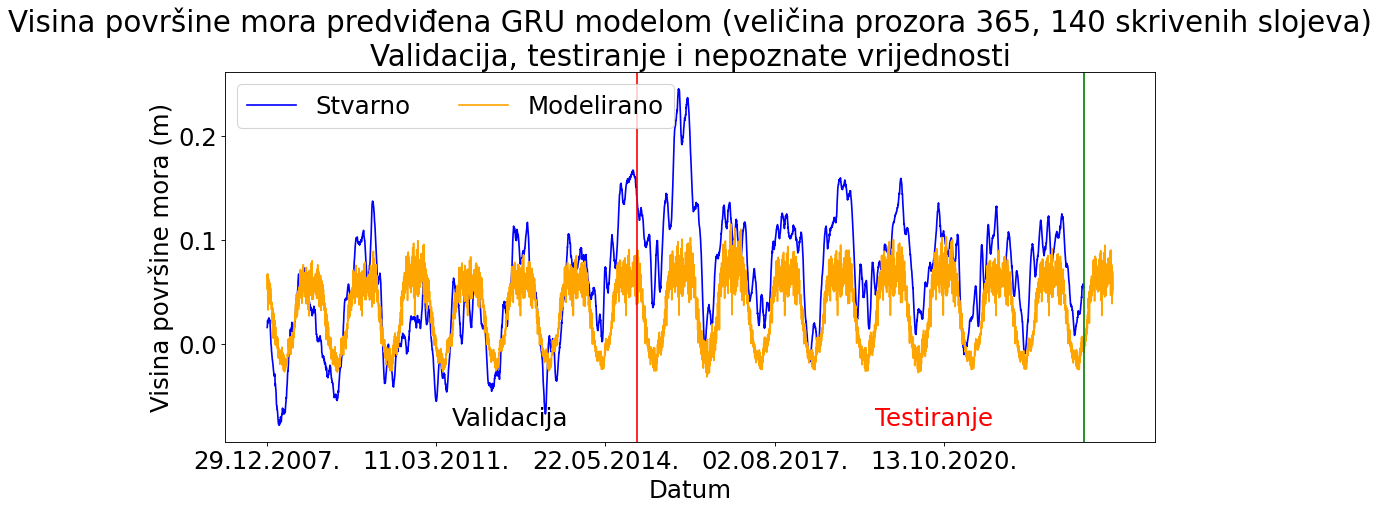 Visina površine mora predviđena GRU modelom (veličina prozora 365, 140 skrivenih slojeva)
Validacija, testiranje i nepoznate vrijednosti
Stvarno
Modelirano
Visina površine mora (m)
0.2
0.1
0.0
Validacija
Testiranje
29.12.2007.
11.03.2011.
22.05.2014.
02.08.2017.
13.10.2020.
Datum